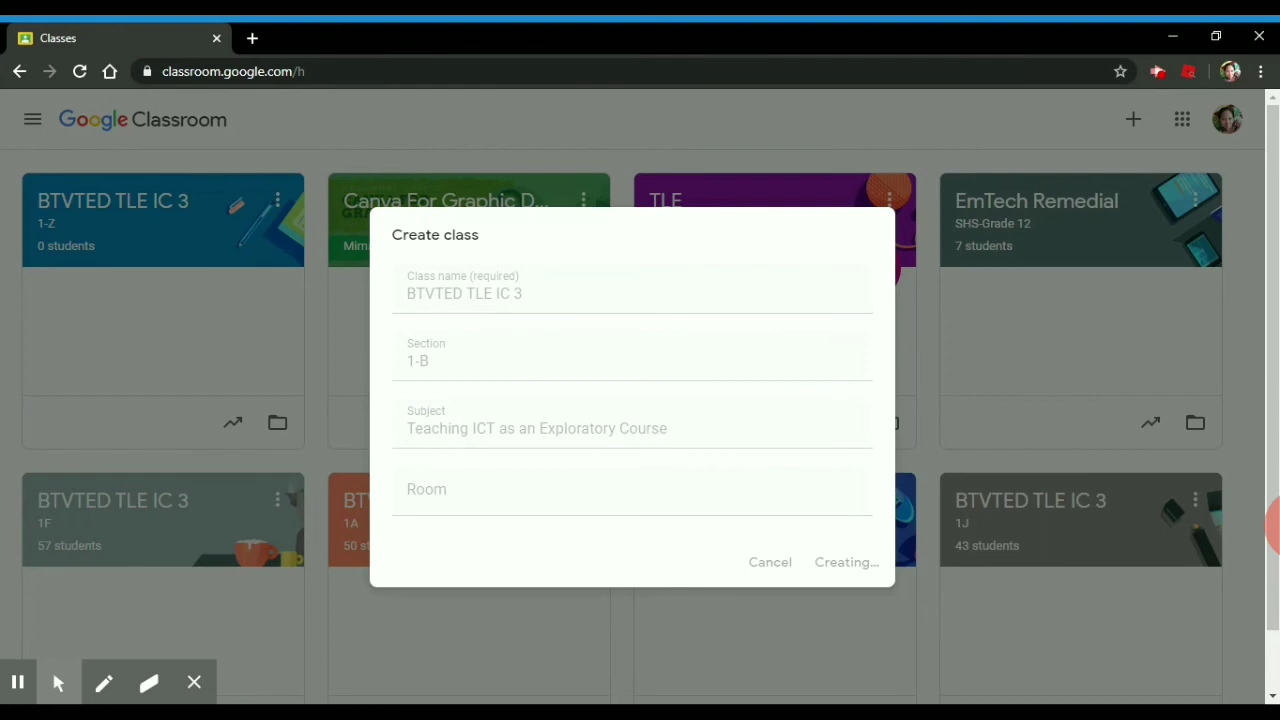 Classes
classroom.google.com/h
Google Classroom
BTVTED TLE IC 3
1-Z
0 students
Canva For Graphic D...
TLE
EmTech Remedial
SHS-Grade 12
7 students
Create class
Class name (required)
BTVTED TLE IC 3
Section
1-B
Subject
Teaching ICT as an Exploratory Course
Room
Cancel Creating...
BTVTED TLE IC 3
1F
57 students
1A
BTVTED TLE IC 3
1J
43 students